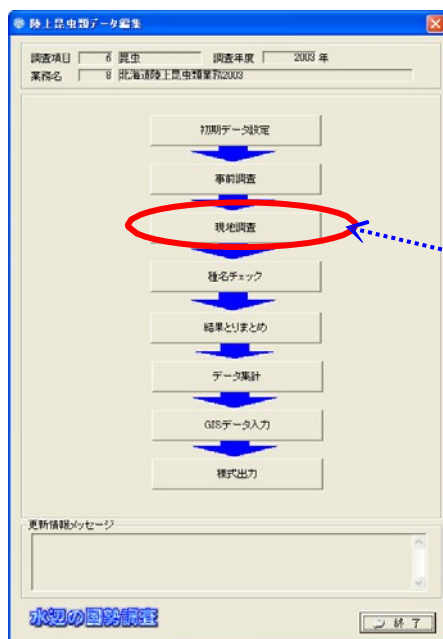 陸上昆虫類データ編集
調査項目 6 昆虫 調査年度 2003 年
業務名 8 北海道陸上昆虫類業務2003
初期データ設定
事前調査
現地調査
種名チェック
結果とりまとめ
データ集計
GISデータ入力
様式出力
更新情報メッセージ
水辺の国勢調査
終了